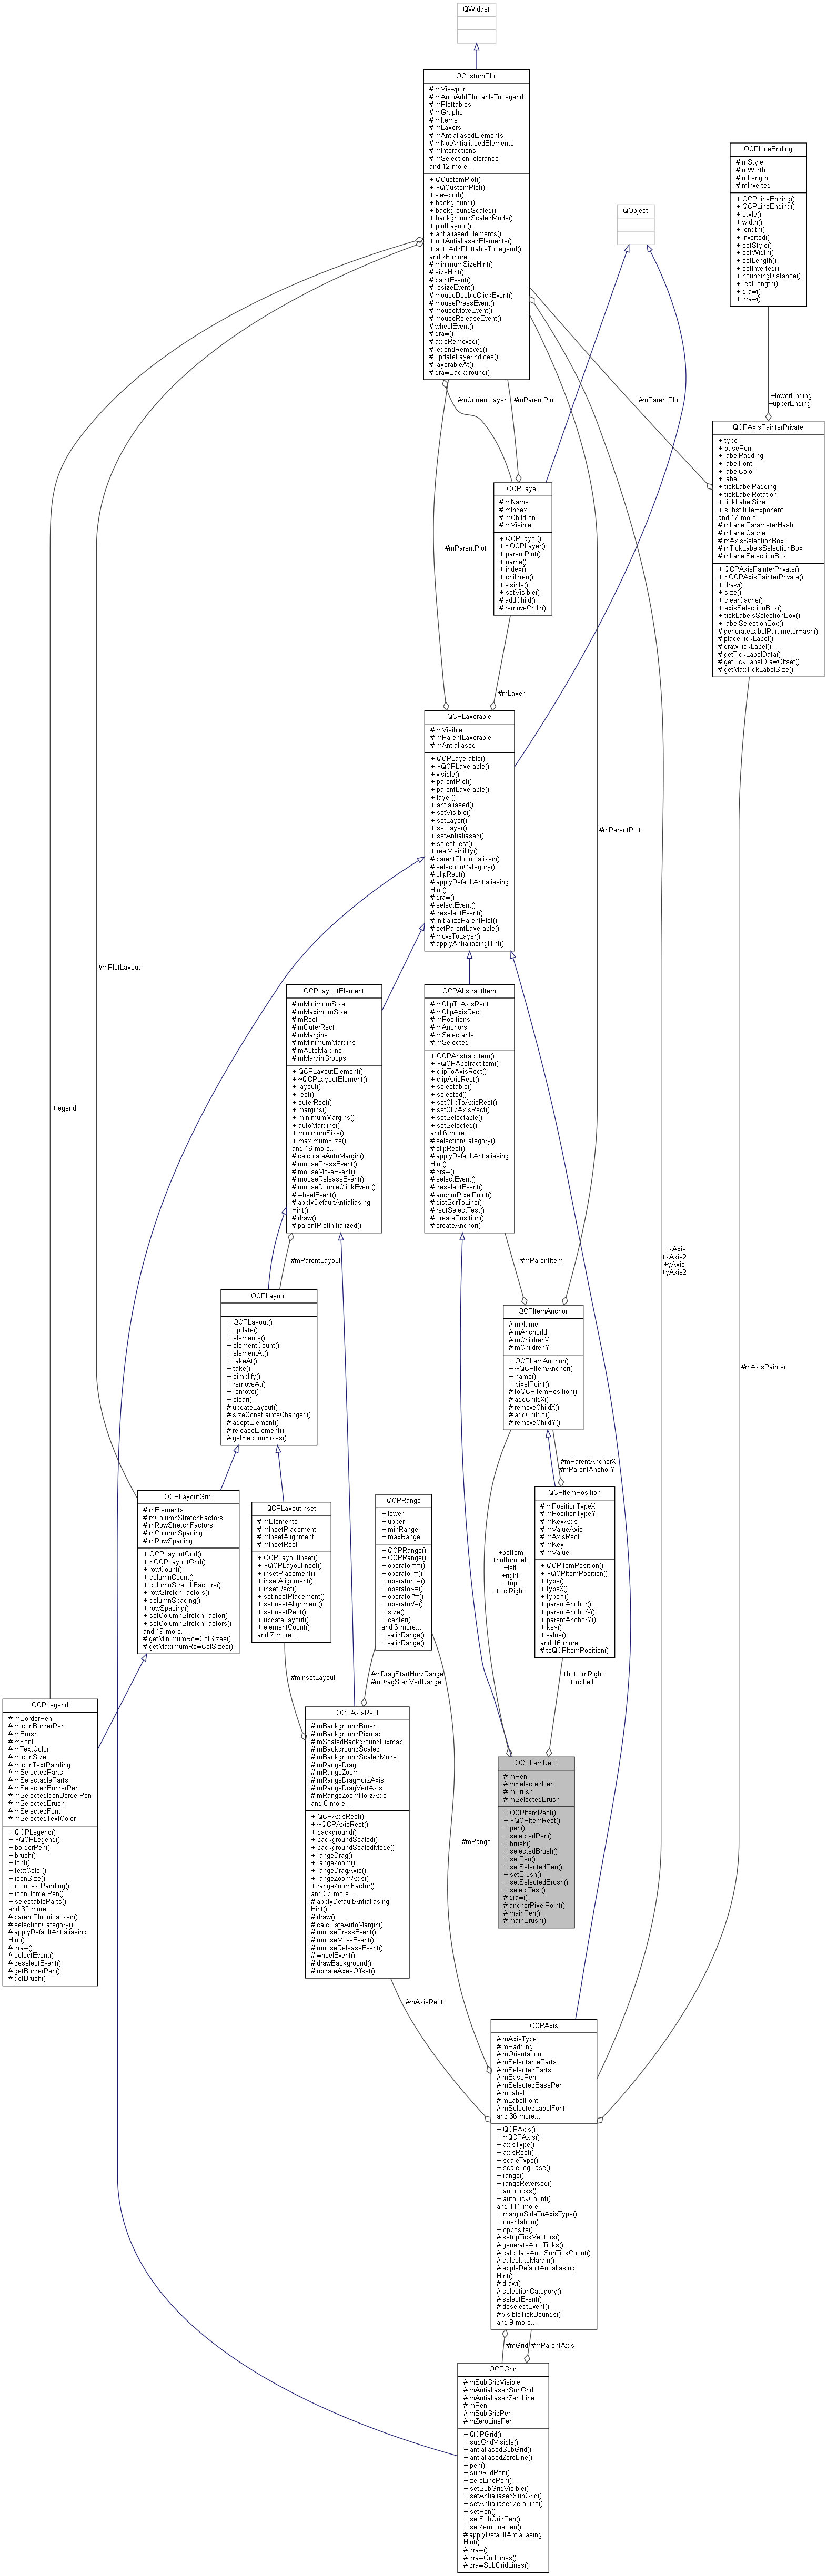 QWidget
QCustomPlot
# mViewport
# mAutoAddPlottableToLegend
# mPlottables
# mGraphs
# mItems
# mLayers
# mAntialiasedElements
# mNotAntialiasedElements
# mInteractions
# mSelectionTolerance
and 12 more...
+ QCustomPlot()
+ ~QCustomPlot()
+ viewport()
+ background()
+ backgroundScaled()
+ backgroundScaledMode()
+ plotLayout()
+ antialiasedElements()
+ notAntialiasedElements()
+ autoAddPlottableToLegend()
and 76 more...
# minimumSizeHint()
# sizeHint()
# paintEvent()
# resizeEvent()
# mouseDoubleClickEvent()
# mousePressEvent()
# mouseMoveEvent()
# mouseReleaseEvent()
# wheelEvent()
# draw()
# axisRemoved()
# legendRemoved()
# updateLayerIndices()
# layerableAt()
# drawBackground()
QCPLineEnding
# mStyle
# mWidth
# mLength
# mInverted
+ QCPLineEnding()
+ QCPLineEnding()
+ style()
+ width()
+ length()
+ inverted()
+ setStyle()
+ setWidth()
+ setLength()
+ setInverted()
+ boundingDistance()
+ realLength()
+ draw()
+ draw()
QObject
+lowerEnding
+upperEnding
#mCurrentLayer
#mParentPlot
#mParentPlot
QCPAxisPainterPrivate
+ type
+ basePen
+ labelPadding
+ labelFont
+ labelColor
+ label
+ tickLabelPadding
+ tickLabelRotation
+ tickLabelSide
+ substituteExponent
and 17 more...
# mLabelParameterHash
# mLabelCache
# mAxisSelectionBox
# mTickLabelsSelectionBox
# mLabelSelectionBox
+ QCPAxisPainterPrivate()
+ ~QCPAxisPainterPrivate()
+ draw()
+ size()
+ clearCache()
+ axisSelectionBox()
+ tickLabelsSelectionBox()
+ labelSelectionBox()
# generateLabelParameterHash()
# placeTickLabel()
# drawTickLabel()
# getTickLabelData()
# getTickLabelDrawOffset()
# getMaxTickLabelSize()
QCPLayer
# mName
# mIndex
# mChildren
# mVisible
+ QCPLayer()
+ ~QCPLayer()
+ parentPlot()
+ name()
+ index()
+ children()
+ visible()
+ setVisible()
# addChild()
# removeChild()
#mParentPlot
#mLayer
QCPLayerable
# mVisible
# mParentLayerable
# mAntialiased
+ QCPLayerable()
+ ~QCPLayerable()
+ visible()
+ parentPlot()
+ parentLayerable()
+ layer()
+ antialiased()
+ setVisible()
+ setLayer()
+ setLayer()
+ setAntialiased()
+ selectTest()
+ realVisibility()
# parentPlotInitialized()
# selectionCategory()
# clipRect()
# applyDefaultAntialiasing
Hint()
# draw()
# selectEvent()
# deselectEvent()
# initializeParentPlot()
# setParentLayerable()
# moveToLayer()
# applyAntialiasingHint()
#mParentPlot
#mPlotLayout
+legend
QCPLayoutElement
# mMinimumSize
# mMaximumSize
# mRect
# mOuterRect
# mMargins
# mMinimumMargins
# mAutoMargins
# mMarginGroups
+ QCPLayoutElement()
+ ~QCPLayoutElement()
+ layout()
+ rect()
+ outerRect()
+ margins()
+ minimumMargins()
+ autoMargins()
+ minimumSize()
+ maximumSize()
and 16 more...
# calculateAutoMargin()
# mousePressEvent()
# mouseMoveEvent()
# mouseReleaseEvent()
# mouseDoubleClickEvent()
# wheelEvent()
# applyDefaultAntialiasing
Hint()
# draw()
# parentPlotInitialized()
QCPAbstractItem
# mClipToAxisRect
# mClipAxisRect
# mPositions
# mAnchors
# mSelectable
# mSelected
+ QCPAbstractItem()
+ ~QCPAbstractItem()
+ clipToAxisRect()
+ clipAxisRect()
+ selectable()
+ selected()
+ setClipToAxisRect()
+ setClipAxisRect()
+ setSelectable()
+ setSelected()
and 6 more...
# selectionCategory()
# clipRect()
# applyDefaultAntialiasing
Hint()
# draw()
# selectEvent()
# deselectEvent()
# anchorPixelPoint()
# distSqrToLine()
# rectSelectTest()
# createPosition()
# createAnchor()
#mParentLayout
#mParentItem
+xAxis
+xAxis2
+yAxis
+yAxis2
QCPLayout
+ QCPLayout()
+ update()
+ elements()
+ elementCount()
+ elementAt()
+ takeAt()
+ take()
+ simplify()
+ removeAt()
+ remove()
+ clear()
# updateLayout()
# sizeConstraintsChanged()
# adoptElement()
# releaseElement()
# getSectionSizes()
QCPItemAnchor
# mName
# mAnchorId
# mChildrenX
# mChildrenY
+ QCPItemAnchor()
+ ~QCPItemAnchor()
+ name()
+ pixelPoint()
# toQCPItemPosition()
# addChildX()
# removeChildX()
# addChildY()
# removeChildY()
#mAxisPainter
#mParentAnchorX
#mParentAnchorY
QCPLayoutGrid
# mElements
# mColumnStretchFactors
# mRowStretchFactors
# mColumnSpacing
# mRowSpacing
+ QCPLayoutGrid()
+ ~QCPLayoutGrid()
+ rowCount()
+ columnCount()
+ columnStretchFactors()
+ rowStretchFactors()
+ columnSpacing()
+ rowSpacing()
+ setColumnStretchFactor()
+ setColumnStretchFactors()
and 19 more...
# getMinimumRowColSizes()
# getMaximumRowColSizes()
QCPLayoutInset
# mElements
# mInsetPlacement
# mInsetAlignment
# mInsetRect
+ QCPLayoutInset()
+ ~QCPLayoutInset()
+ insetPlacement()
+ insetAlignment()
+ insetRect()
+ setInsetPlacement()
+ setInsetAlignment()
+ setInsetRect()
+ updateLayout()
+ elementCount()
and 7 more...
QCPRange
+ lower
+ upper
+ minRange
+ maxRange
+ QCPRange()
+ QCPRange()
+ operator==()
+ operator!=()
+ operator+=()
+ operator-=()
+ operator*=()
+ operator/=()
+ size()
+ center()
and 6 more...
+ validRange()
+ validRange()
QCPItemPosition
# mPositionTypeX
# mPositionTypeY
# mKeyAxis
# mValueAxis
# mAxisRect
# mKey
# mValue
+ QCPItemPosition()
+ ~QCPItemPosition()
+ type()
+ typeX()
+ typeY()
+ parentAnchor()
+ parentAnchorX()
+ parentAnchorY()
+ key()
+ value()
and 16 more...
# toQCPItemPosition()
+bottom
+bottomLeft
+left
+right
+top
+topRight
#mInsetLayout
#mDragStartHorzRange
#mDragStartVertRange
+bottomRight
+topLeft
QCPLegend
# mBorderPen
# mIconBorderPen
# mBrush
# mFont
# mTextColor
# mIconSize
# mIconTextPadding
# mSelectedParts
# mSelectableParts
# mSelectedBorderPen
# mSelectedIconBorderPen
# mSelectedBrush
# mSelectedFont
# mSelectedTextColor
+ QCPLegend()
+ ~QCPLegend()
+ borderPen()
+ brush()
+ font()
+ textColor()
+ iconSize()
+ iconTextPadding()
+ iconBorderPen()
+ selectableParts()
and 32 more...
# parentPlotInitialized()
# selectionCategory()
# applyDefaultAntialiasing
Hint()
# draw()
# selectEvent()
# deselectEvent()
# getBorderPen()
# getBrush()
QCPAxisRect
# mBackgroundBrush
# mBackgroundPixmap
# mScaledBackgroundPixmap
# mBackgroundScaled
# mBackgroundScaledMode
# mRangeDrag
# mRangeZoom
# mRangeDragHorzAxis
# mRangeDragVertAxis
# mRangeZoomHorzAxis
and 8 more...
+ QCPAxisRect()
+ ~QCPAxisRect()
+ background()
+ backgroundScaled()
+ backgroundScaledMode()
+ rangeDrag()
+ rangeZoom()
+ rangeDragAxis()
+ rangeZoomAxis()
+ rangeZoomFactor()
and 37 more...
# applyDefaultAntialiasing
Hint()
# draw()
# calculateAutoMargin()
# mousePressEvent()
# mouseMoveEvent()
# mouseReleaseEvent()
# wheelEvent()
# drawBackground()
# updateAxesOffset()
#mRange
QCPItemRect
# mPen
# mSelectedPen
# mBrush
# mSelectedBrush
+ QCPItemRect()
+ ~QCPItemRect()
+ pen()
+ selectedPen()
+ brush()
+ selectedBrush()
+ setPen()
+ setSelectedPen()
+ setBrush()
+ setSelectedBrush()
+ selectTest()
# draw()
# anchorPixelPoint()
# mainPen()
# mainBrush()
#mAxisRect
QCPAxis
# mAxisType
# mPadding
# mOrientation
# mSelectableParts
# mSelectedParts
# mBasePen
# mSelectedBasePen
# mLabel
# mLabelFont
# mSelectedLabelFont
and 36 more...
+ QCPAxis()
+ ~QCPAxis()
+ axisType()
+ axisRect()
+ scaleType()
+ scaleLogBase()
+ range()
+ rangeReversed()
+ autoTicks()
+ autoTickCount()
and 111 more...
+ marginSideToAxisType()
+ orientation()
+ opposite()
# setupTickVectors()
# generateAutoTicks()
# calculateAutoSubTickCount()
# calculateMargin()
# applyDefaultAntialiasing
Hint()
# draw()
# selectionCategory()
# selectEvent()
# deselectEvent()
# visibleTickBounds()
and 9 more...
#mGrid
#mParentAxis
QCPGrid
# mSubGridVisible
# mAntialiasedSubGrid
# mAntialiasedZeroLine
# mPen
# mSubGridPen
# mZeroLinePen
+ QCPGrid()
+ subGridVisible()
+ antialiasedSubGrid()
+ antialiasedZeroLine()
+ pen()
+ subGridPen()
+ zeroLinePen()
+ setSubGridVisible()
+ setAntialiasedSubGrid()
+ setAntialiasedZeroLine()
+ setPen()
+ setSubGridPen()
+ setZeroLinePen()
# applyDefaultAntialiasing
Hint()
# draw()
# drawGridLines()
# drawSubGridLines()